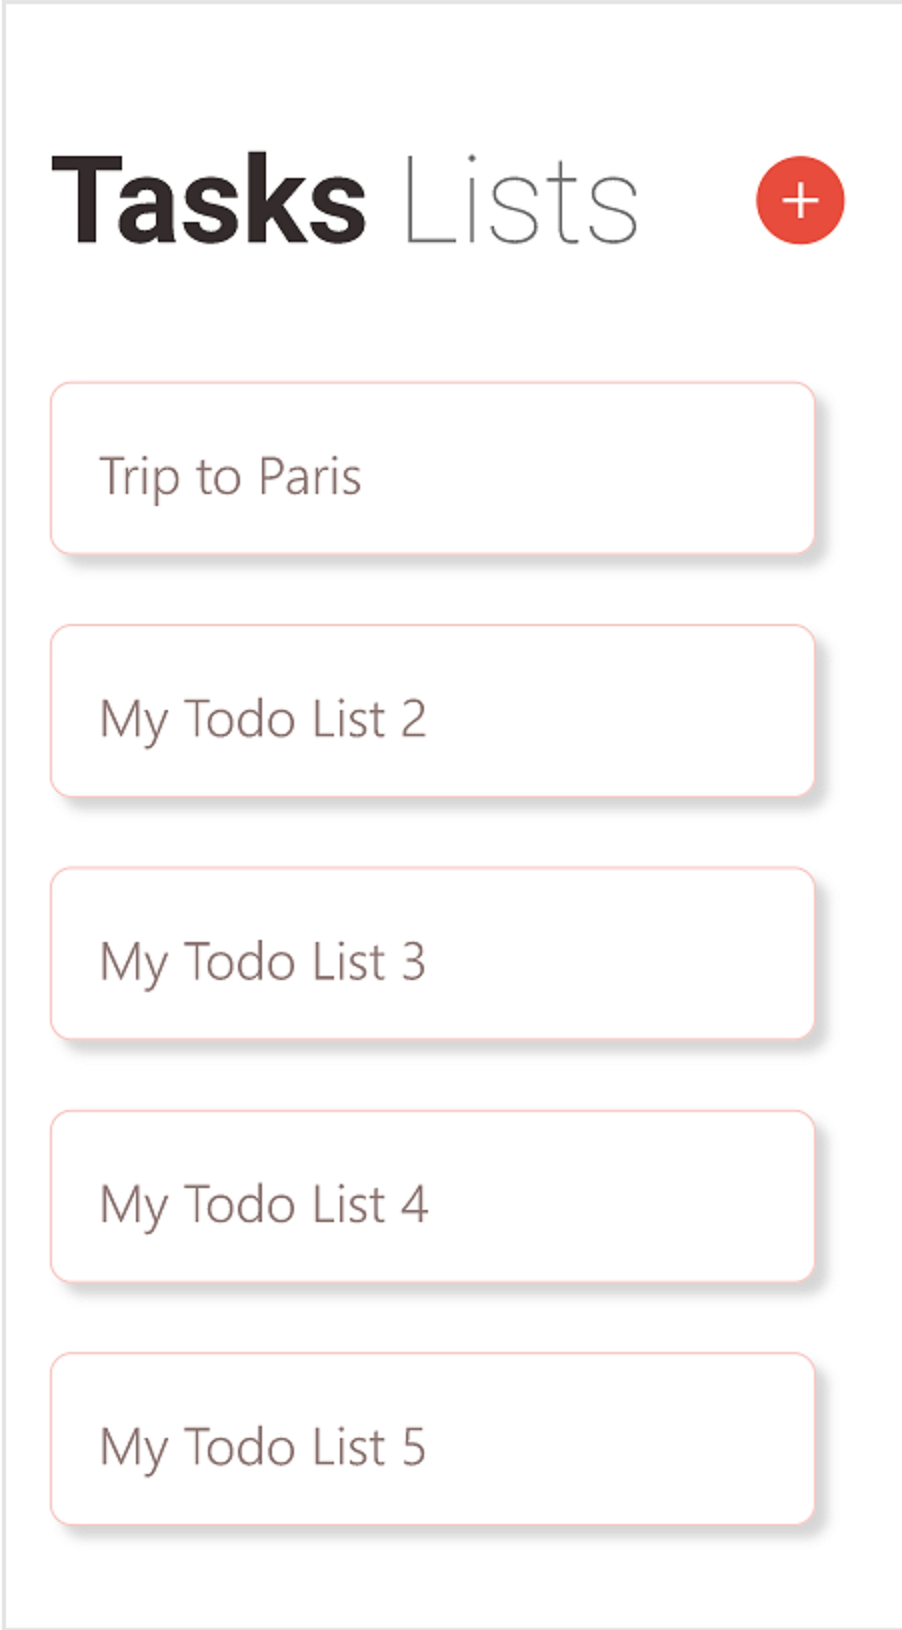 Tasks Lists
+
Trip to Paris
My Todo List 2
My Todo List 3
My Todo List 4
My Todo List 5